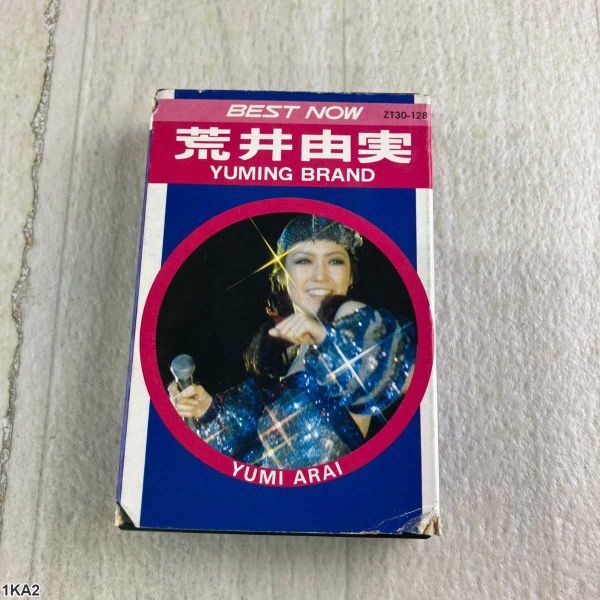 BEST NOW
ZT30-128
荒井由実
YUMING BRAND
YUMI ARAI
1KA2